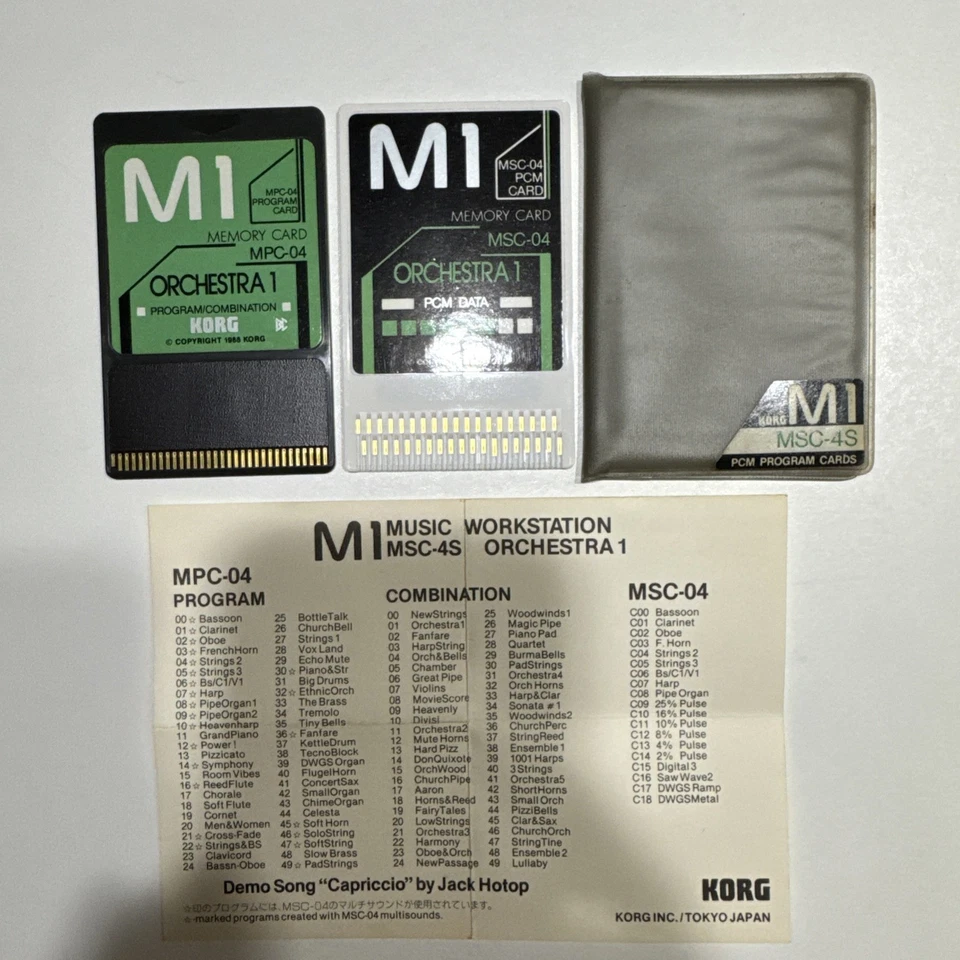 M1
MPC-04
PROGRAM
CARD
MEMORY CARD
MPC-04
ORCHESTRA 1
PROGRAM/COMBINATION
KORG
© COPYRIGHT 1988 KORG
M1
MSC-04
PCM
CARD
MEMORY CARD
MSC-04
ORCHESTRA 1
PCM DATA
KORG M1
MSC-4S
PCM PROGRAM CARDS
M1 MUSIC WORKSTATION
MSC-4S ORCHESTRA 1
MPC-04
PROGRAM
00☆Bassoon
01☆Clarinet
02☆Oboe
03☆FrenchHorn
04☆Strings2
05☆Strings3
06☆Bs/C1/V1
07☆Harp
08☆PipeOrgan1
09☆PipeOrgan2
10☆Heavenharp
11 GrandPiano
12☆Power!
13 Pizzicato
14☆Symphony
15 Room Vibes
16☆ReedFlute
17 Chorale
18 Soft Flute
19 Cornet
20 Men&Women
21☆Cross-Fade
22☆Strings&BS
23 Clavicord
24 Bassn-Oboe
25 BottleTalk
26 ChurchBell
27 Strings 1
28 Vox Land
29 Echo Mute
30☆Piano&Str
31 Big Drums
32☆EthnicOrch
33 The Brass
34 Tremolo
35 Tiny Bells
36☆Fanfare
37 KettleDrum
38 TecnoBlock
39 DWGS Organ
40 FlugelHorn
41 ConcertSax
42 SmallOrgan
43 ChimeOrgan
44 Celesta
45☆Soft Horn
46☆SoloString
47☆SoftString
48 Slow Brass
49☆PadStrings
COMBINATION
00 NewStrings
01 Orchestra1
02 Fanfare
03 HarpString
04 Orch&Bells
05 Chamber
06 Great Pipe
07 Violins
08 MovieScore
09 Heavenly
10 Divisi
11 Orchestra2
12 Mute Horns
13 Hard Pizz
14 DonQuixote
15 OrchWood
16 ChurchPipe
17 Aaron
18 Horns&Reed
19 FairyTales
20 LowStrings
21 Orchestra3
22 Harmony
23 Oboe&Orch
24 NewPassage
25 Woodwinds1
26 Magic Pipe
27 Piano Pad
28 Quartet
29 BurmaBells
30 PadStrings
31 Orchestra4
32 Orch Horns
33 Harp&Clar
34 Sonata #1
35 Woodwinds2
36 ChurchPerc
37 StringReed
38 Ensemble 1
39 1001 Harps
40 3 Strings
41 Orchestra5
42 ShortHorns
43 Small Orch
44 PizziBells
45 Clar&Sax
46 ChurchOrch
47 StringTine
48 Ensemble 2
49 Lullaby
MSC-04
C00 Bassoon
C01 Clarinet
C02 Oboe
C03 F. Horn
C04 Strings 2
C05 Strings 3
C06 Bs/C1/V1
C07 Harp
C08 Pipe Organ
C09 25% Pulse
C10 16% Pulse
C11 10% Pulse
C12 8% Pulse
C13 4% Pulse
C14 2% Pulse
C15 Digital 3
C16 Saw Wave2
C17 DWGS Ramp
C18 DWGSMetal
Demo Song "Capriccio" by Jack Hotop
☆印のプログラムには、MSC-04のマルチサウンドが使用されています。
☆-marked programs created with MSC-04 multisounds.
KORG
KORG INC./TOKYO JAPAN